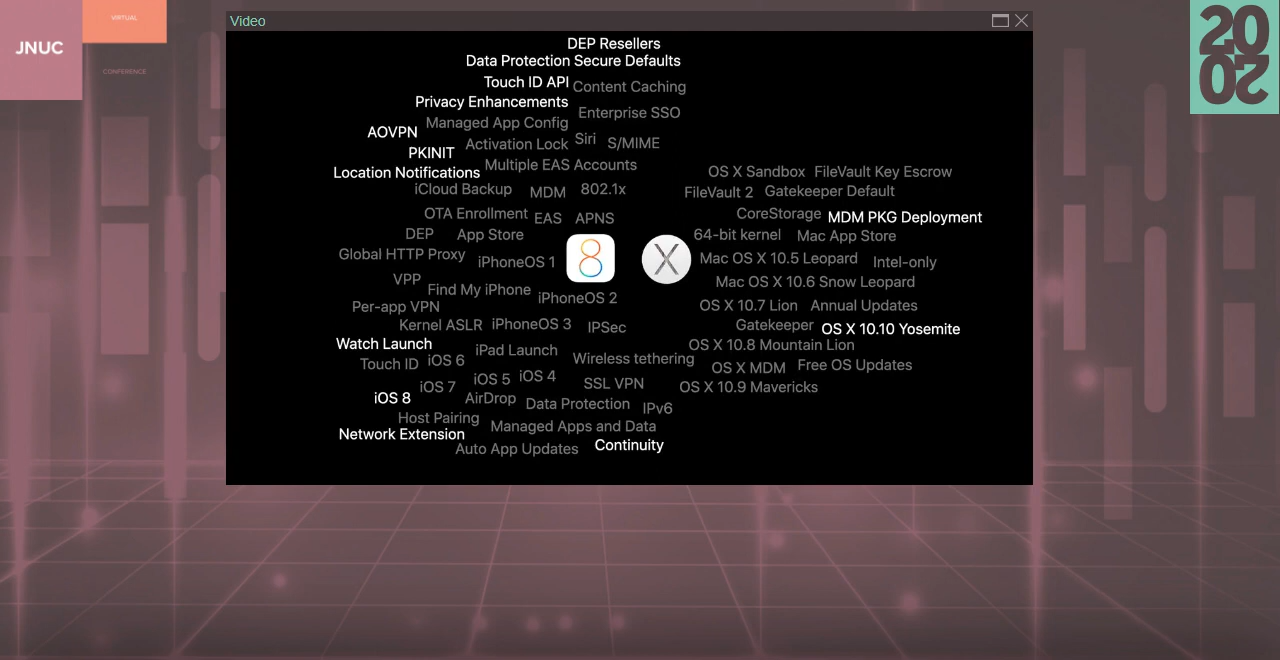 JNUC
VIRTUAL
CONFERENCE
2020
Video
DEP Resellers
Data Protection Secure Defaults
Touch ID API
Content Caching
Privacy Enhancements
Enterprise SSO
Managed App Config
AOVPN
Activation Lock
Siri
S/MIME
PKINIT
Multiple EAS Accounts
Location Notifications
OS X Sandbox
FileVault Key Escrow
iCloud Backup
MDM
802.1x
FileVault 2
Gatekeeper Default
OTA Enrollment
EAS
APNS
CoreStorage
MDM PKG Deployment
DEP
App Store
64-bit kernel
Mac App Store
Global HTTP Proxy
iPhoneOS 1
8
X
Mac OS X 10.5 Leopard
Intel-only
VPP
Find My iPhone
iPhoneOS 2
Mac OS X 10.6 Snow Leopard
Per-app VPN
OS X 10.7 Lion
Annual Updates
Kernel ASLR
iPhoneOS 3
IPSec
Gatekeeper
OS X 10.10 Yosemite
Watch Launch
iPad Launch
OS X 10.8 Mountain Lion
Touch ID
iOS 6
Wireless tethering
OS X MDM
Free OS Updates
iOS 7
iOS 5
iOS 4
SSL VPN
OS X 10.9 Mavericks
iOS 8
AirDrop
Data Protection
IPv6
Host Pairing
Managed Apps and Data
Network Extension
Auto App Updates
Continuity